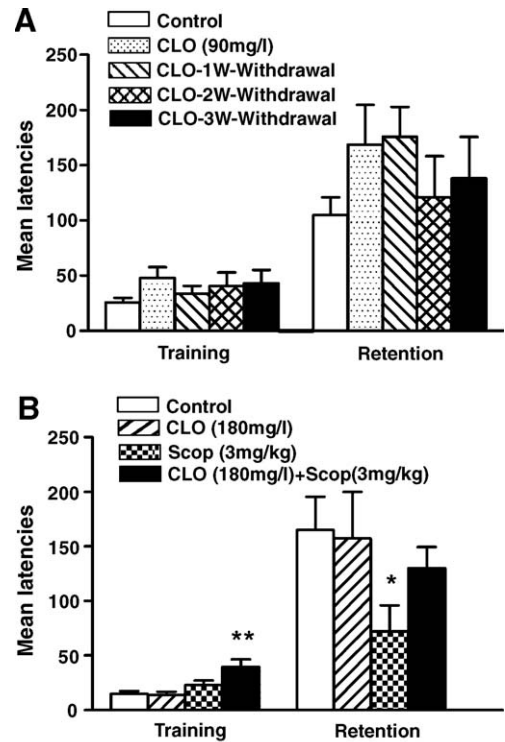 A
Control
CLO (90mg/l)
CLO-1W-Withdrawal
CLO-2W-Withdrawal
CLO-3W-Withdrawal
Mean latencies
250
200
150
100
50
0
Training Retention
B
Control
CLO (180mg/l)
Scop (3mg/kg)
CLO (180mg/l)+Scop(3mg/kg)
Mean latencies
250
200
150
100
50
0
**
*
Training Retention